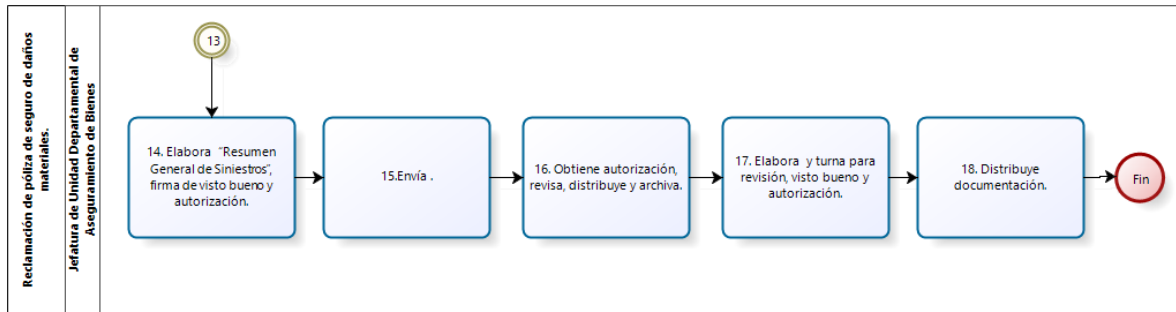 Reclamación de póliza de seguro de daños
materiales.
Jefatura de Unidad Departamental de
Aseguramiento de Bienes
13
14. Elabora “Resumen
General de Siniestros”,
firma de visto bueno y
autorización.
15.Envía .
16. Obtiene autorización,
revisa, distribuye y archiva.
17. Elabora y turna para
revisión, visto bueno y
autorización.
18. Distribuye
documentación.
Fin